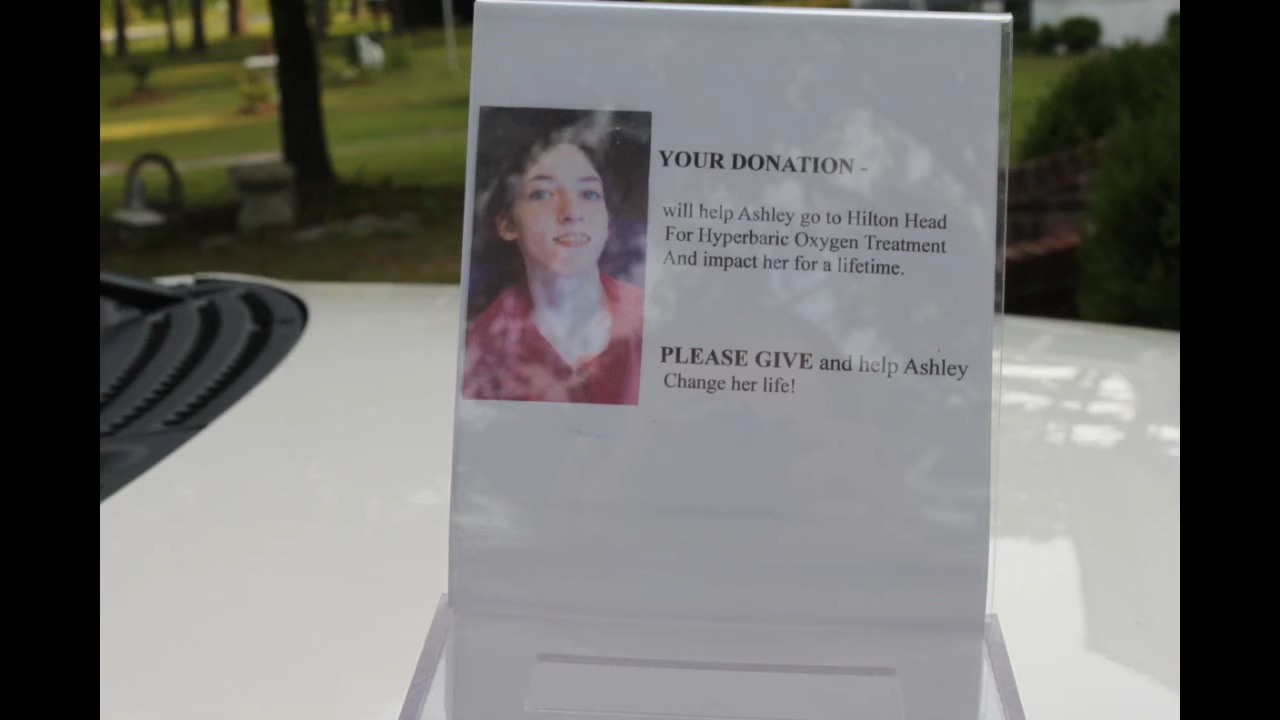 YOUR DONATION -
will help Ashley go to Hilton Head
For Hyperbaric Oxygen Treatment
And impact her for a lifetime.
PLEASE GIVE and help Ashley
Change her life!